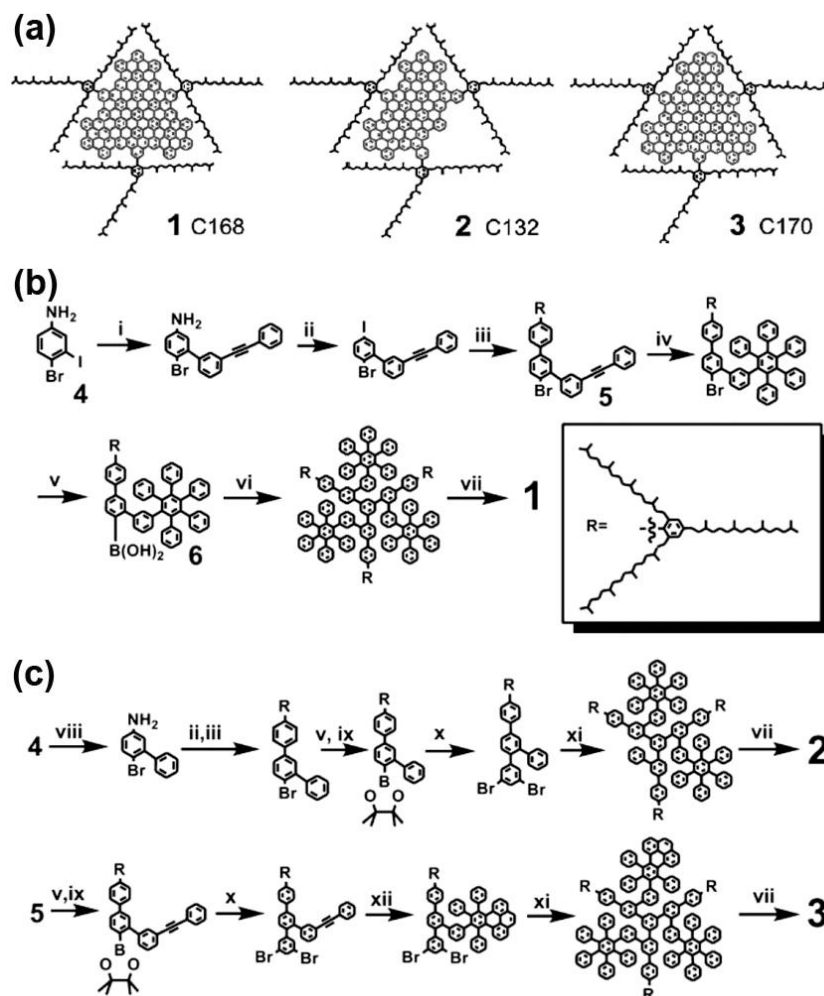 (a)
1 C168
2 C132
3 C170
(b)
NH2
I
Br
4
i
NH2
Br
ii
I
Br
iii
R
Br
5
iv
R
Br
v
R
B(OH)2
6
vi
R
R
R
vii
1
R=
(c)
4
viii
NH2
Br
ii,iii
R
Br
v, ix
R
B
O
O
x
R
Br
Br
xi
R
R
R
vii
2
5
v,ix
R
B
O
O
x
R
Br
Br
xii
R
Br
Br
xi
R
R
R
vii
3